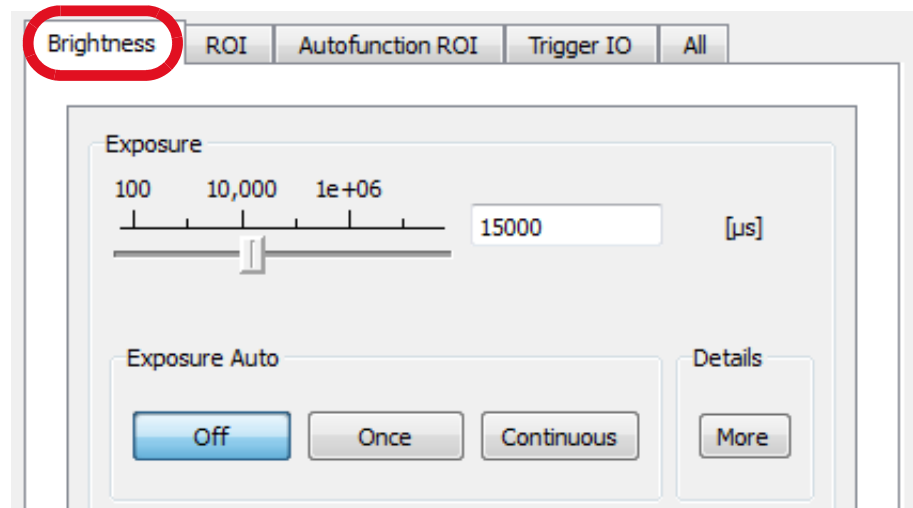 Brightness ROI Autofunction ROI Trigger IO All
Exposure
100 10,000 1e+06
15000 [µs]
Exposure Auto Details
Off Once Continuous More